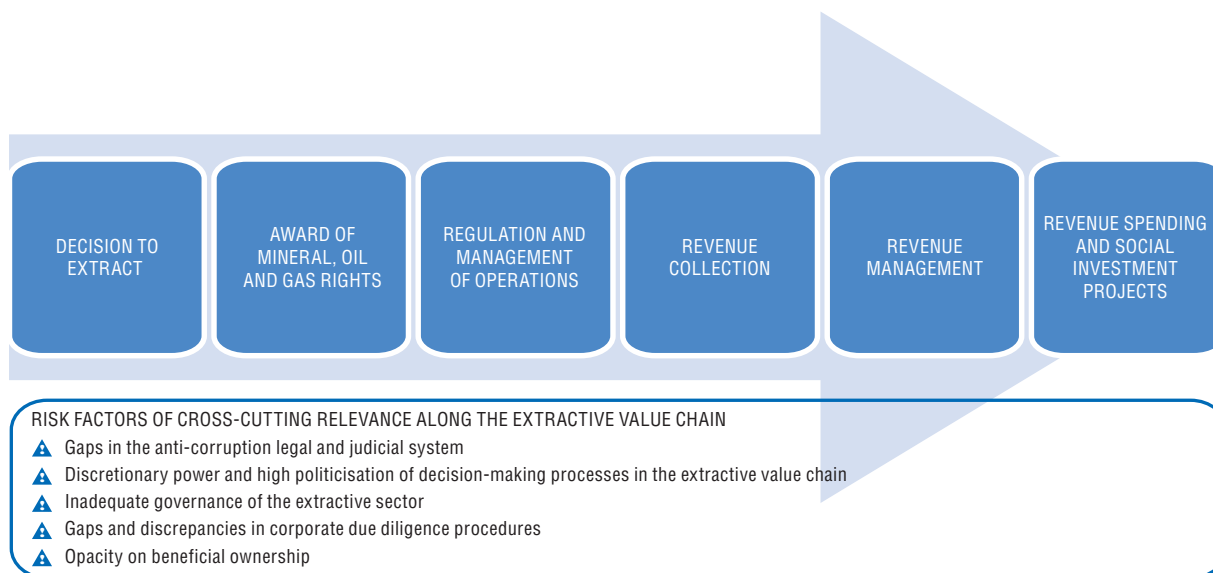 DECISION TO
EXTRACT
AWARD OF
MINERAL, OIL
AND GAS RIGHTS
REGULATION AND
MANAGEMENT
OF OPERATIONS
REVENUE
COLLECTION
REVENUE
MANAGEMENT
REVENUE SPENDING
AND SOCIAL
INVESTMENT
PROJECTS
RISK FACTORS OF CROSS-CUTTING RELEVANCE ALONG THE EXTRACTIVE VALUE CHAIN
Gaps in the anti-corruption legal and judicial system
Discretionary power and high politicisation of decision-making processes in the extractive value chain
Inadequate governance of the extractive sector
Gaps and discrepancies in corporate due diligence procedures
Opacity on beneficial ownership